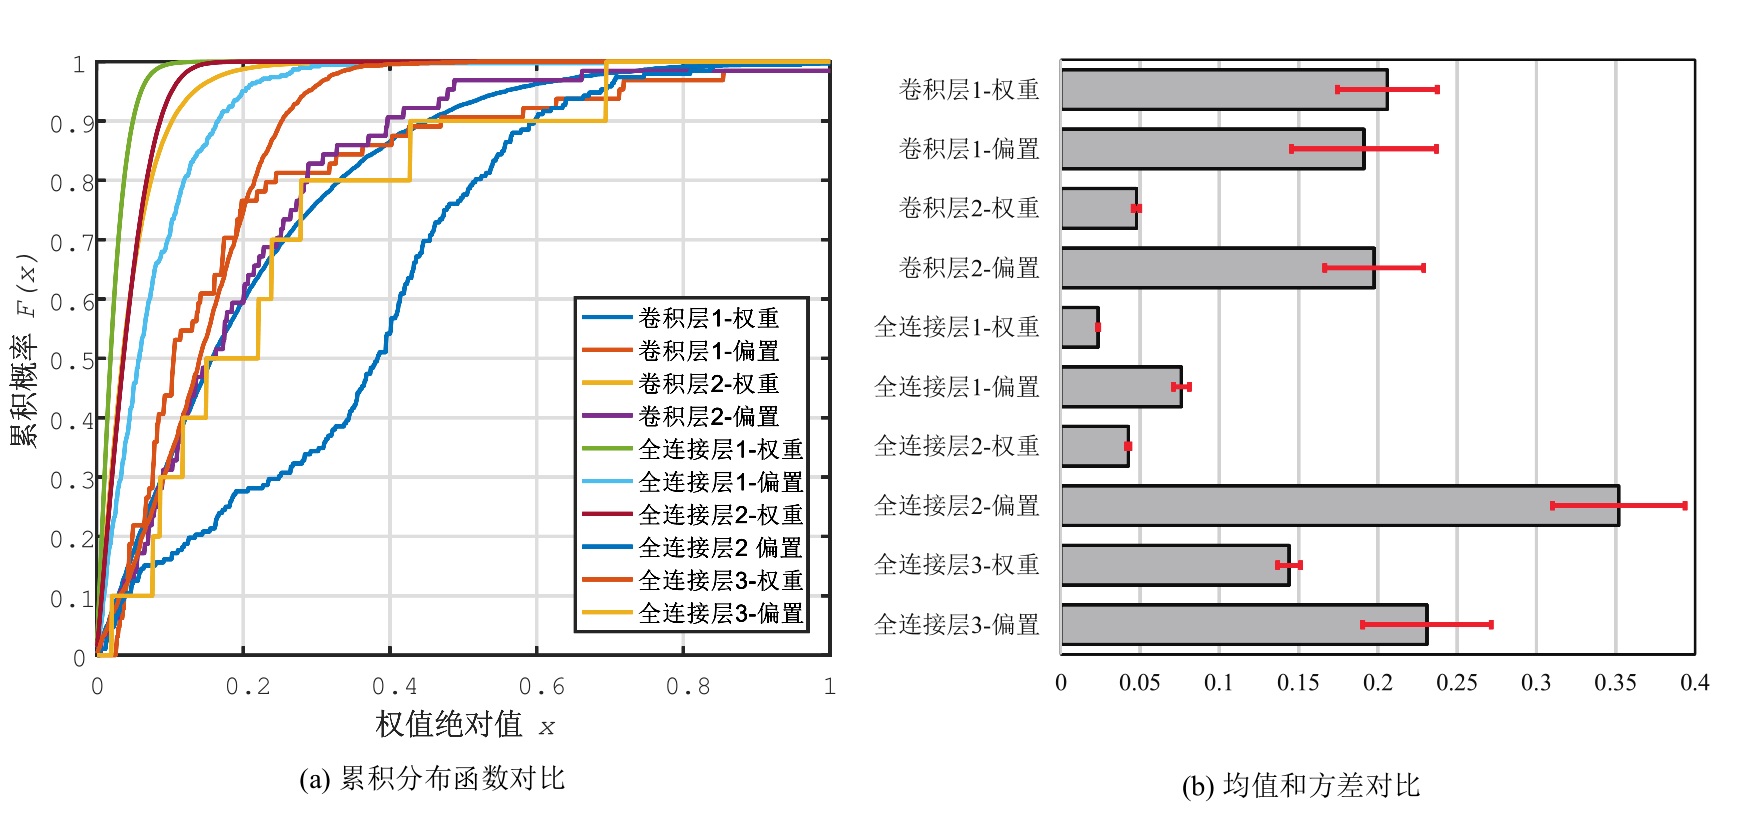 1
0.9
0.8
0.7
0.6
0.5
0.4
0.3
0.2
0.1
0
累积概率 F(x)
0 0.2 0.4 0.6 0.8 1
权值绝对值 x
卷积层1-权重
卷积层1-偏置
卷积层2-权重
卷积层2-偏置
全连接层1-权重
全连接层1-偏置
全连接层2-权重
全连接层2 偏置
全连接层3-权重
全连接层3-偏置
(a) 累积分布函数对比
卷积层1-权重
卷积层1-偏置
卷积层2-权重
卷积层2-偏置
全连接层1-权重
全连接层1-偏置
全连接层2-权重
全连接层2-偏置
全连接层3-权重
全连接层3-偏置
0 0.05 0.1 0.15 0.2 0.25 0.3 0.35 0.4
(b) 均值和方差对比